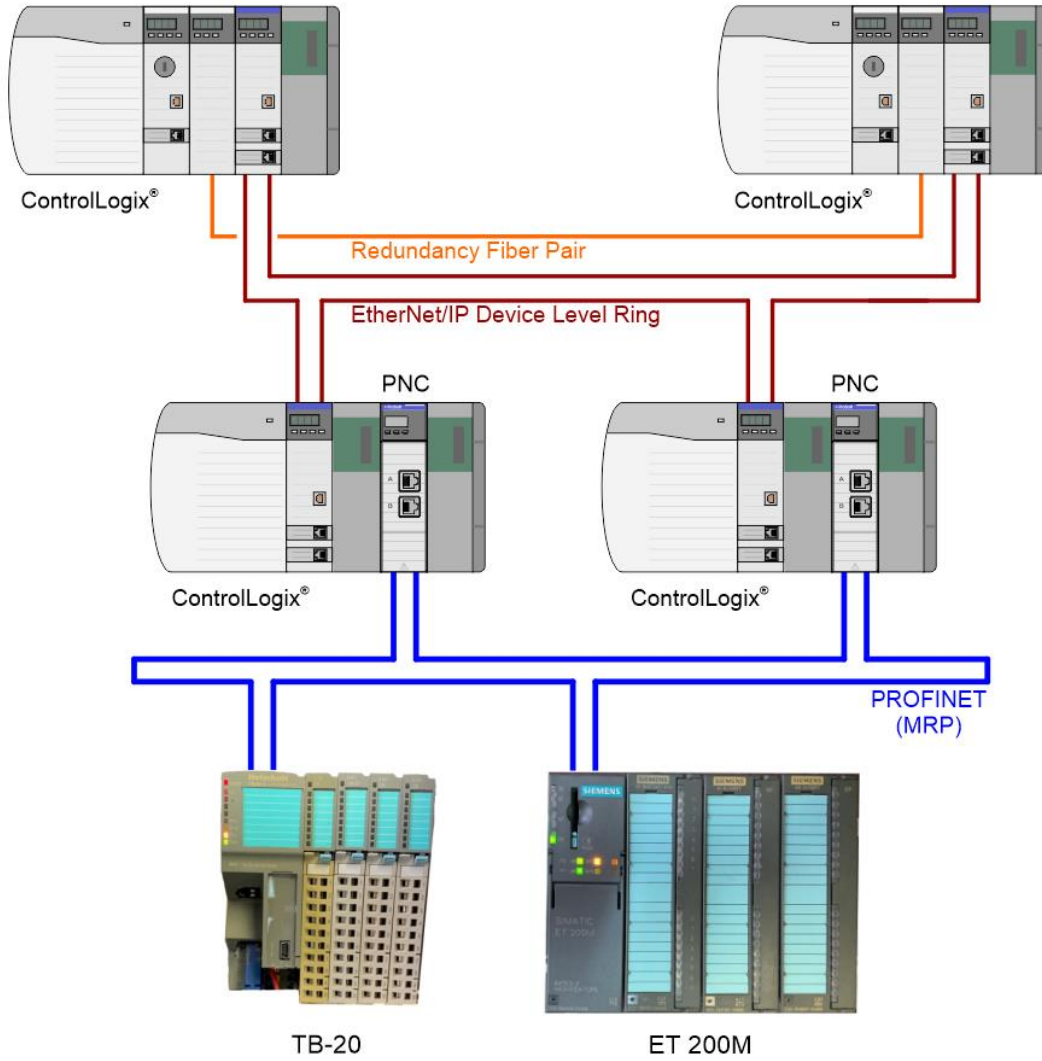 ControlLogix®
ControlLogix®
Redundancy Fiber Pair
EtherNet/IP Device Level Ring
PNC
PNC
A
B
A
B
ControlLogix®
ControlLogix®
PROFINET
(MRP)
SIEMENS
SIEMENS
SIEMENS
SIEMENS
SIMATIC
ET 200M
TB-20
ET 200M